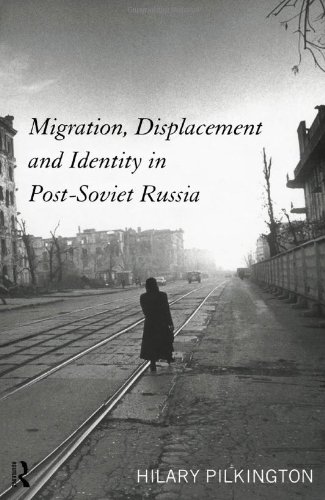 Migration, Displacement
and Identity in
Post-Soviet Russia
HILARY PILKINGTON